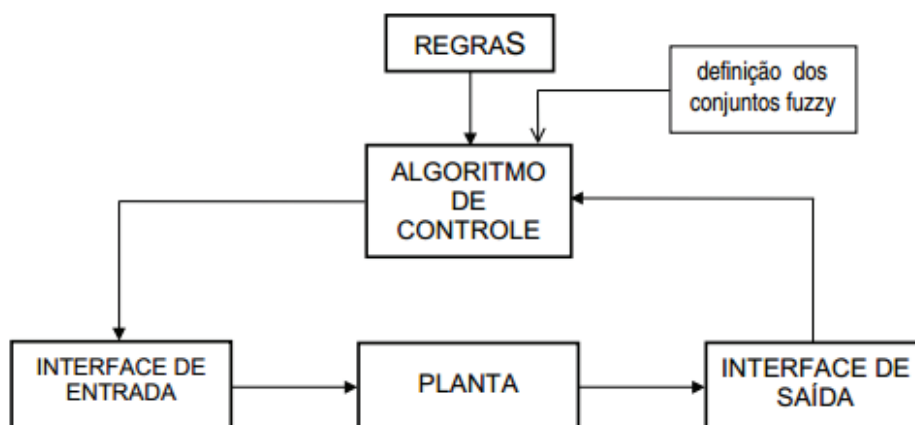 REGRAS
definição dos
conjuntos fuzzy
ALGORITMO
DE
CONTROLE
INTERFACE DE
ENTRADA
PLANTA
INTERFACE DE
SAÍDA